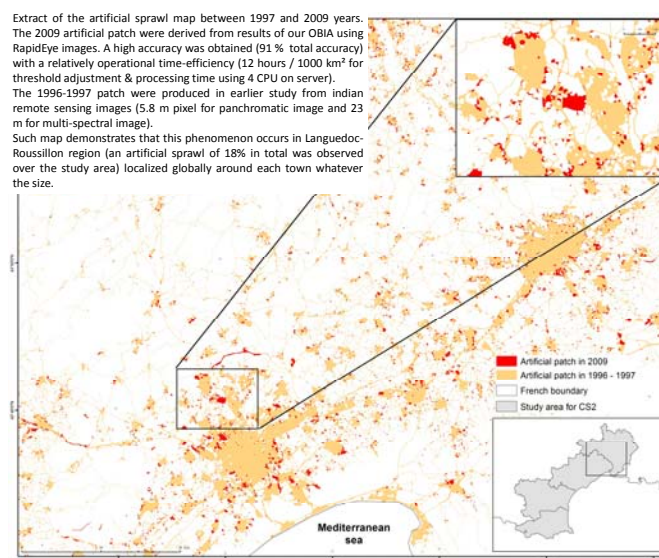 Extract of the artificial sprawl map between 1997 and 2009 years.
The 2009 artificial patch were derived from results of our OBIA using
RapidEye images. A high accuracy was obtained (91 % total accuracy)
with a relatively operational time-efficiency (12 hours / 1000 km² for
threshold adjustment & processing time using 4 CPU on server).
The 1996-1997 patch were produced in earlier study from indian
remote sensing images (5.8 m pixel for panchromatic image and 23
m for multi-spectral image).
Such map demonstrates that this phenomenon occurs in Languedoc-
Roussillon region (an artificial sprawl of 18% in total was observed
over the study area) localized globally around each town whatever
the size.
Artificial patch in 2009
Artificial patch in 1996 - 1997
French boundary
Study area for CS2
Mediterranean
sea